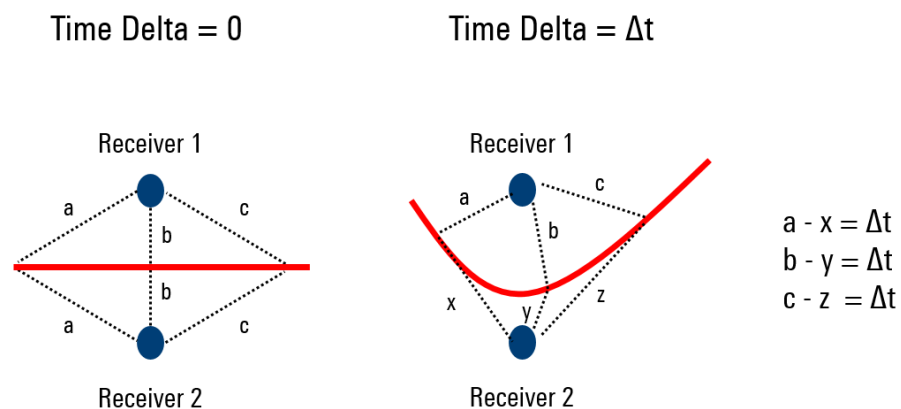 Time Delta = 0
Receiver 1
a
c
b
b
a
c
Receiver 2
Time Delta = Δt
Receiver 1
a
c
b
x
z
y
Receiver 2
a - x = Δt
b - y = Δt
c - z = Δt